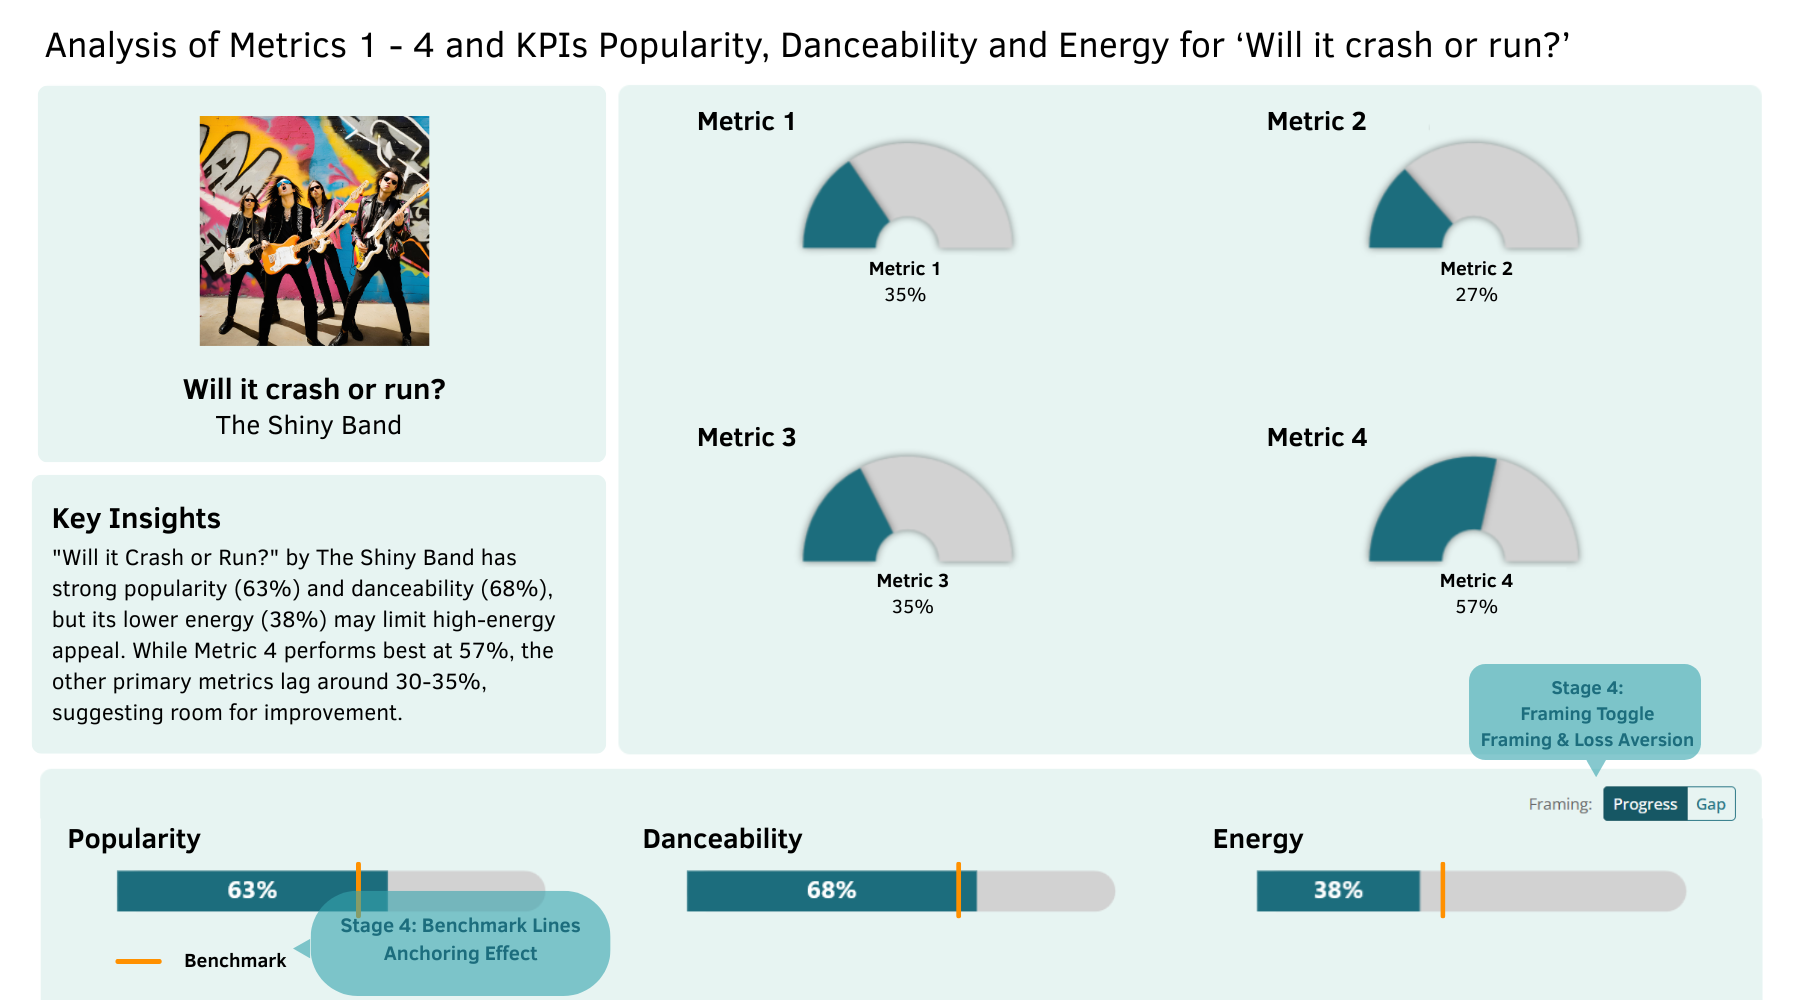 Analysis of Metrics 1 - 4 and KPIs Popularity, Danceability and Energy for ‘Will it crash or run?’
Will it crash or run?
The Shiny Band
Key Insights
"Will it Crash or Run?" by The Shiny Band has
strong popularity (63%) and danceability (68%),
but its lower energy (38%) may limit high-energy
appeal. While Metric 4 performs best at 57%, the
other primary metrics lag around 30-35%,
suggesting room for improvement.
Metric 1
Metric 1
35%
Metric 2
Metric 2
27%
Metric 3
Metric 3
35%
Metric 4
Metric 4
57%
Stage 4:
Framing Toggle
Framing & Loss Aversion
Framing: Progress Gap
Popularity
63%
Benchmark
Stage 4: Benchmark Lines
Anchoring Effect
Danceability
68%
Energy
38%